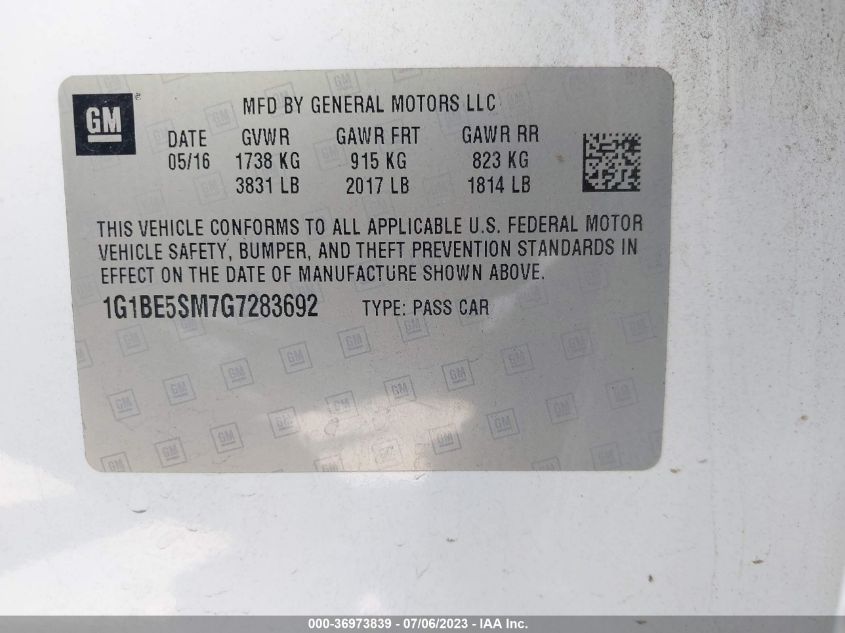 GM
MFD BY GENERAL MOTORS LLC
DATE GVWR GAWR FRT GAWR RR
05/16 1738 KG 915 KG 823 KG
3831 LB 2017 LB 1814 LB
THIS VEHICLE CONFORMS TO ALL APPLICABLE U.S. FEDERAL MOTOR
VEHICLE SAFETY, BUMPER, AND THEFT PREVENTION STANDARDS IN
EFFECT ON THE DATE OF MANUFACTURE SHOWN ABOVE.
1G1BE5SM7G7283692 TYPE: PASS CAR
000-36973839 - 07/06/2023 - IAA Inc.